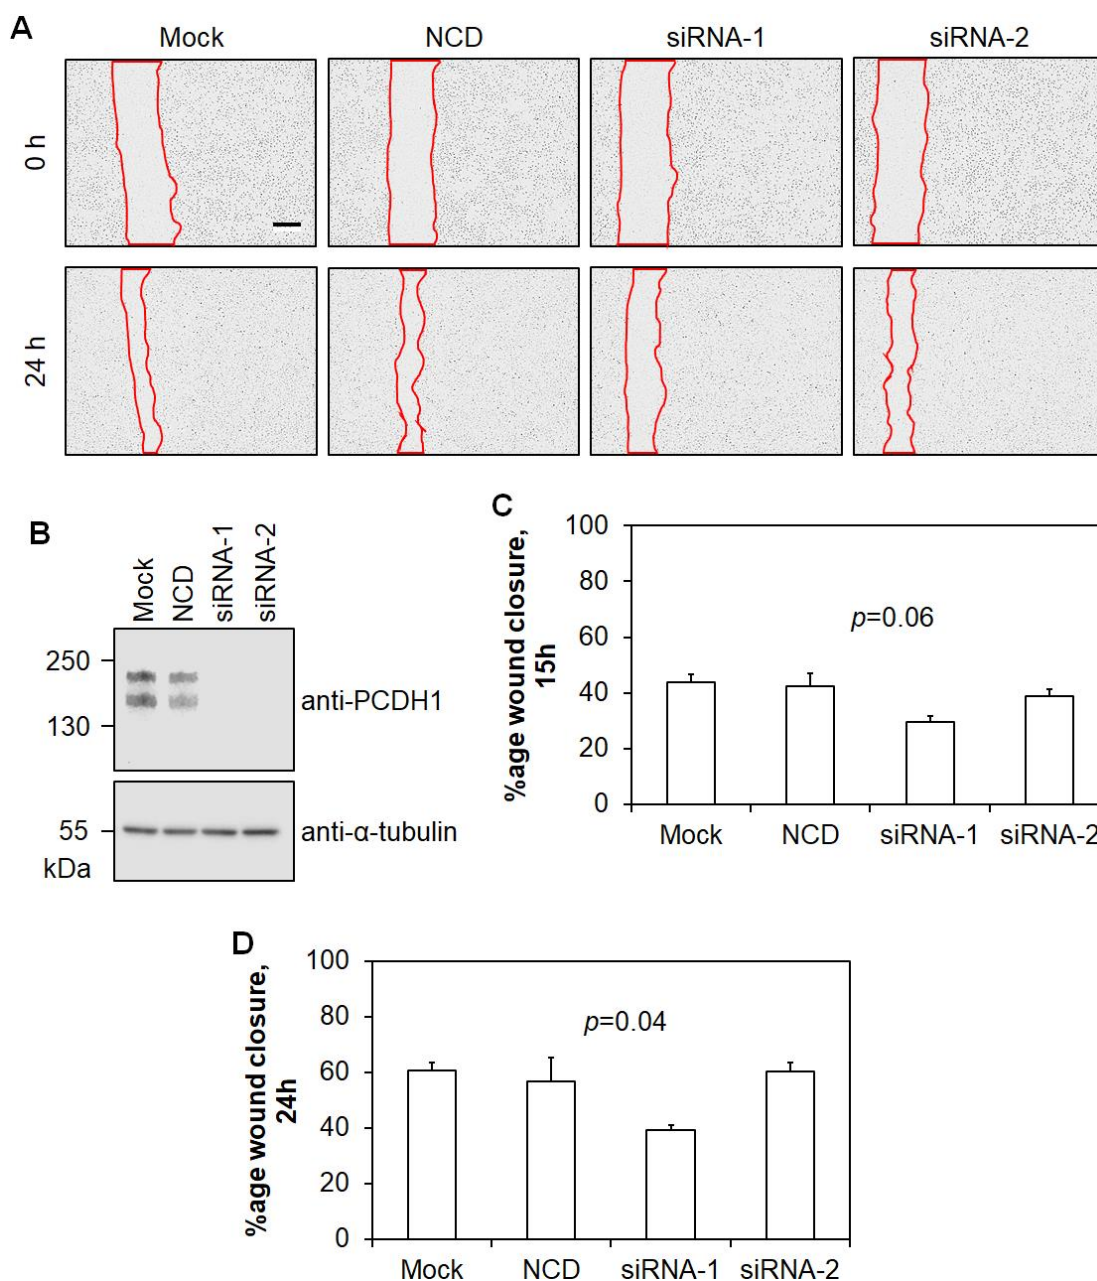 A
Mock NCD siRNA-1 siRNA-2
0 h
24 h
B
Mock NCD siRNA-1 siRNA-2
250
130
anti-PCDH1
55
anti-α-tubulin
kDa
C
%age wound closure,
15h
100
80
60
40
20
0
p=0.06
Mock NCD siRNA-1 siRNA-2
D
%age wound closure,
24h
100
80
60
40
20
0
p=0.04
Mock NCD siRNA-1 siRNA-2